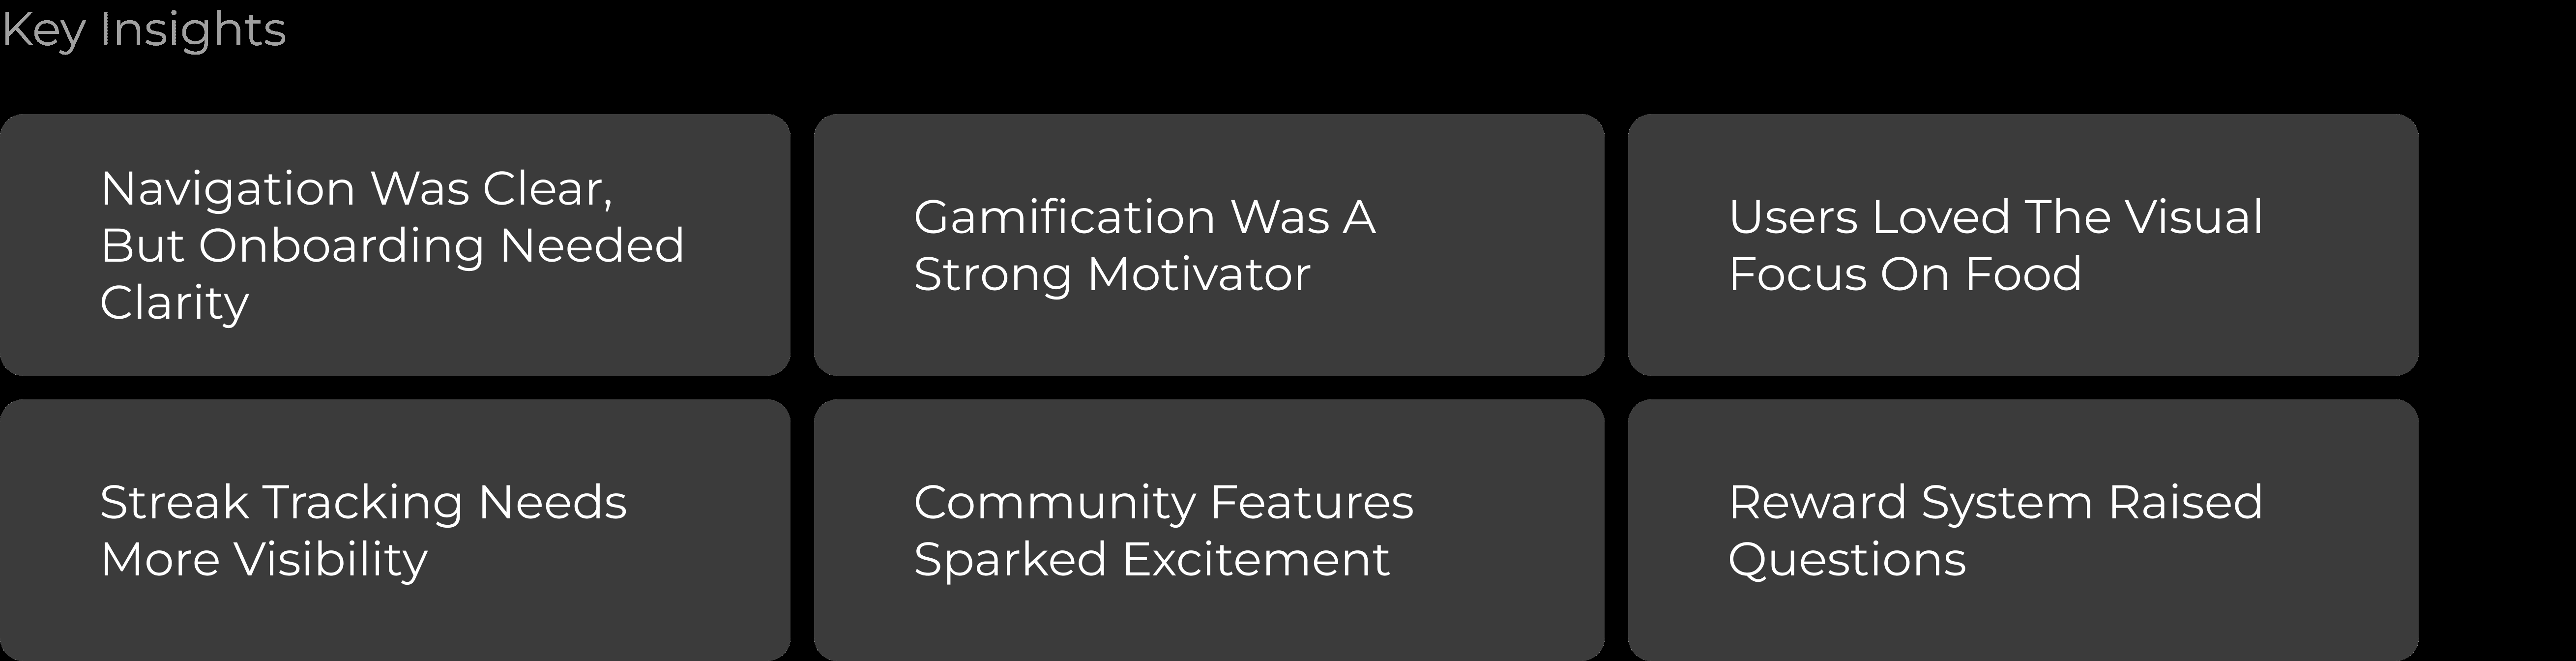 Key Insights
Navigation Was Clear,
But Onboarding Needed
Clarity
Gamification Was A
Strong Motivator
Users Loved The Visual
Focus On Food
Streak Tracking Needs
More Visibility
Community Features
Sparked Excitement
Reward System Raised
Questions